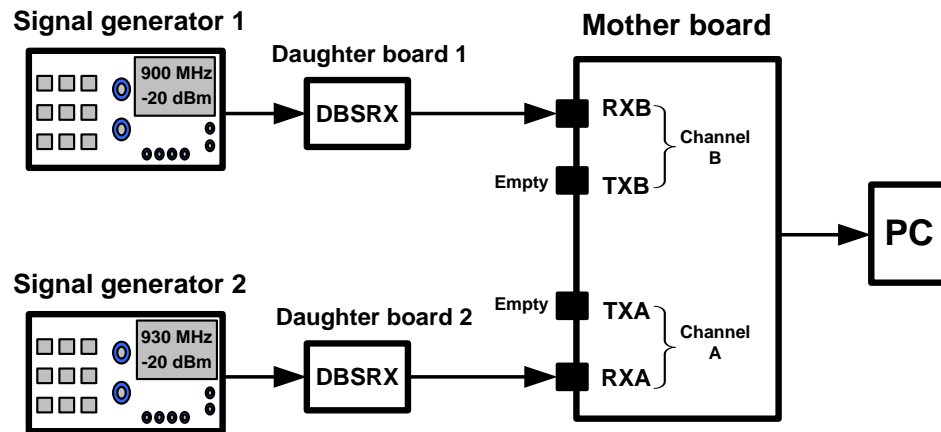 Signal generator 1
900 MHz
-20 dBm
Daughter board 1
DBSRX
Mother board
RXB
Empty
TXB
Channel
B
PC
Signal generator 2
930 MHz
-20 dBm
Daughter board 2
DBSRX
Empty
TXA
RXA
Channel
A